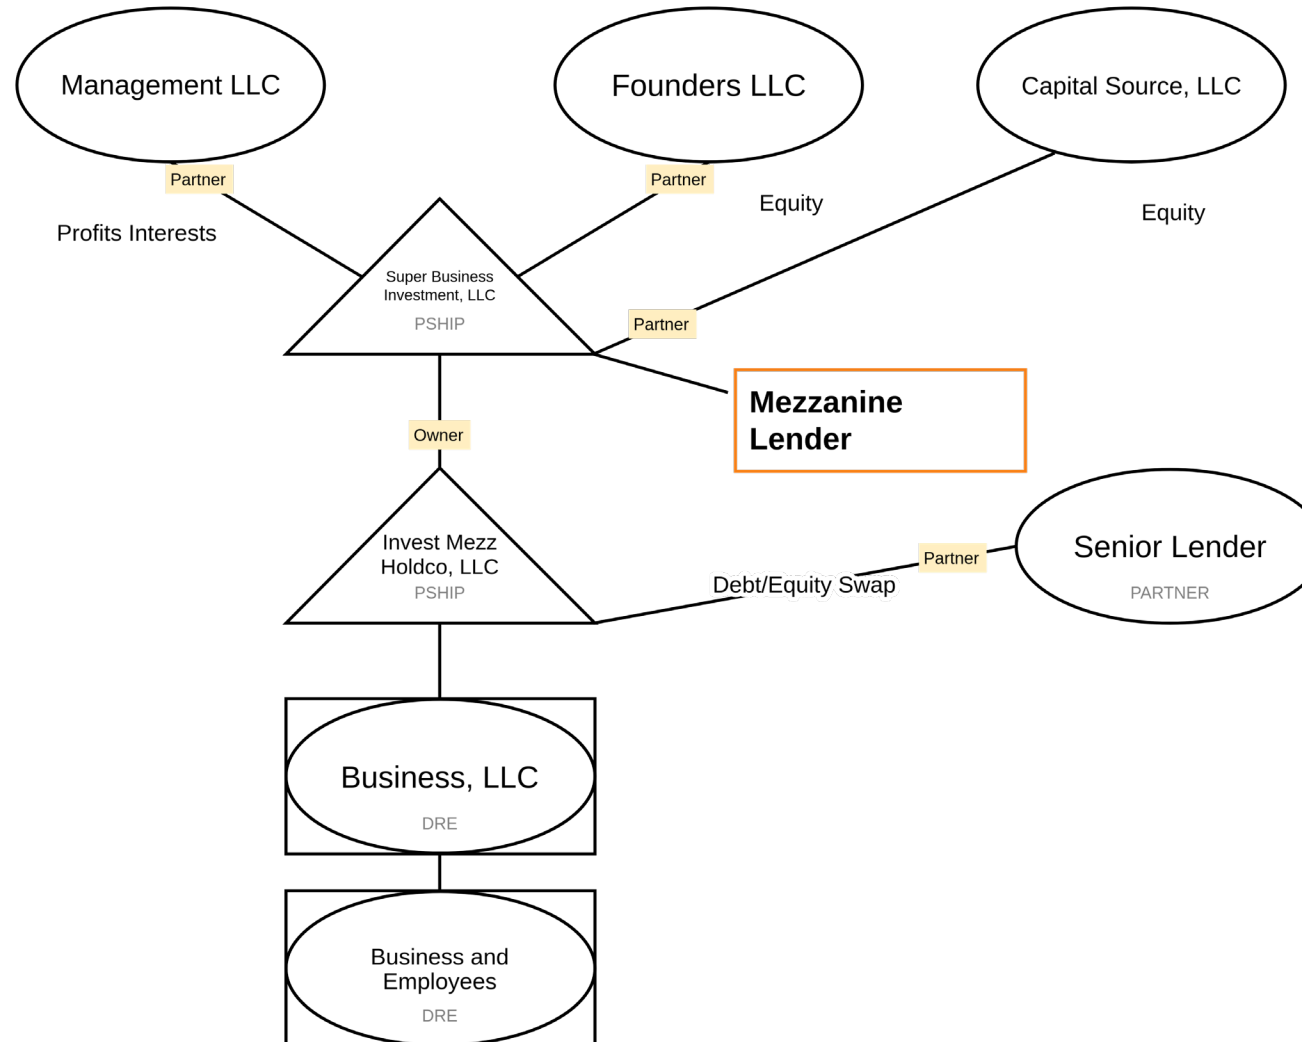 Management LLC
Founders LLC
Capital Source, LLC
Partner
Partner
Equity
Equity
Profits Interests
Super Business
Investment, LLC
PSHIP
Partner
Mezzanine
Lender
Owner
Invest Mezz
Holdco, LLC
PSHIP
Debt/Equity Swap
Partner
Senior Lender
PARTNER
Business, LLC
DRE
Business and
Employees
DRE